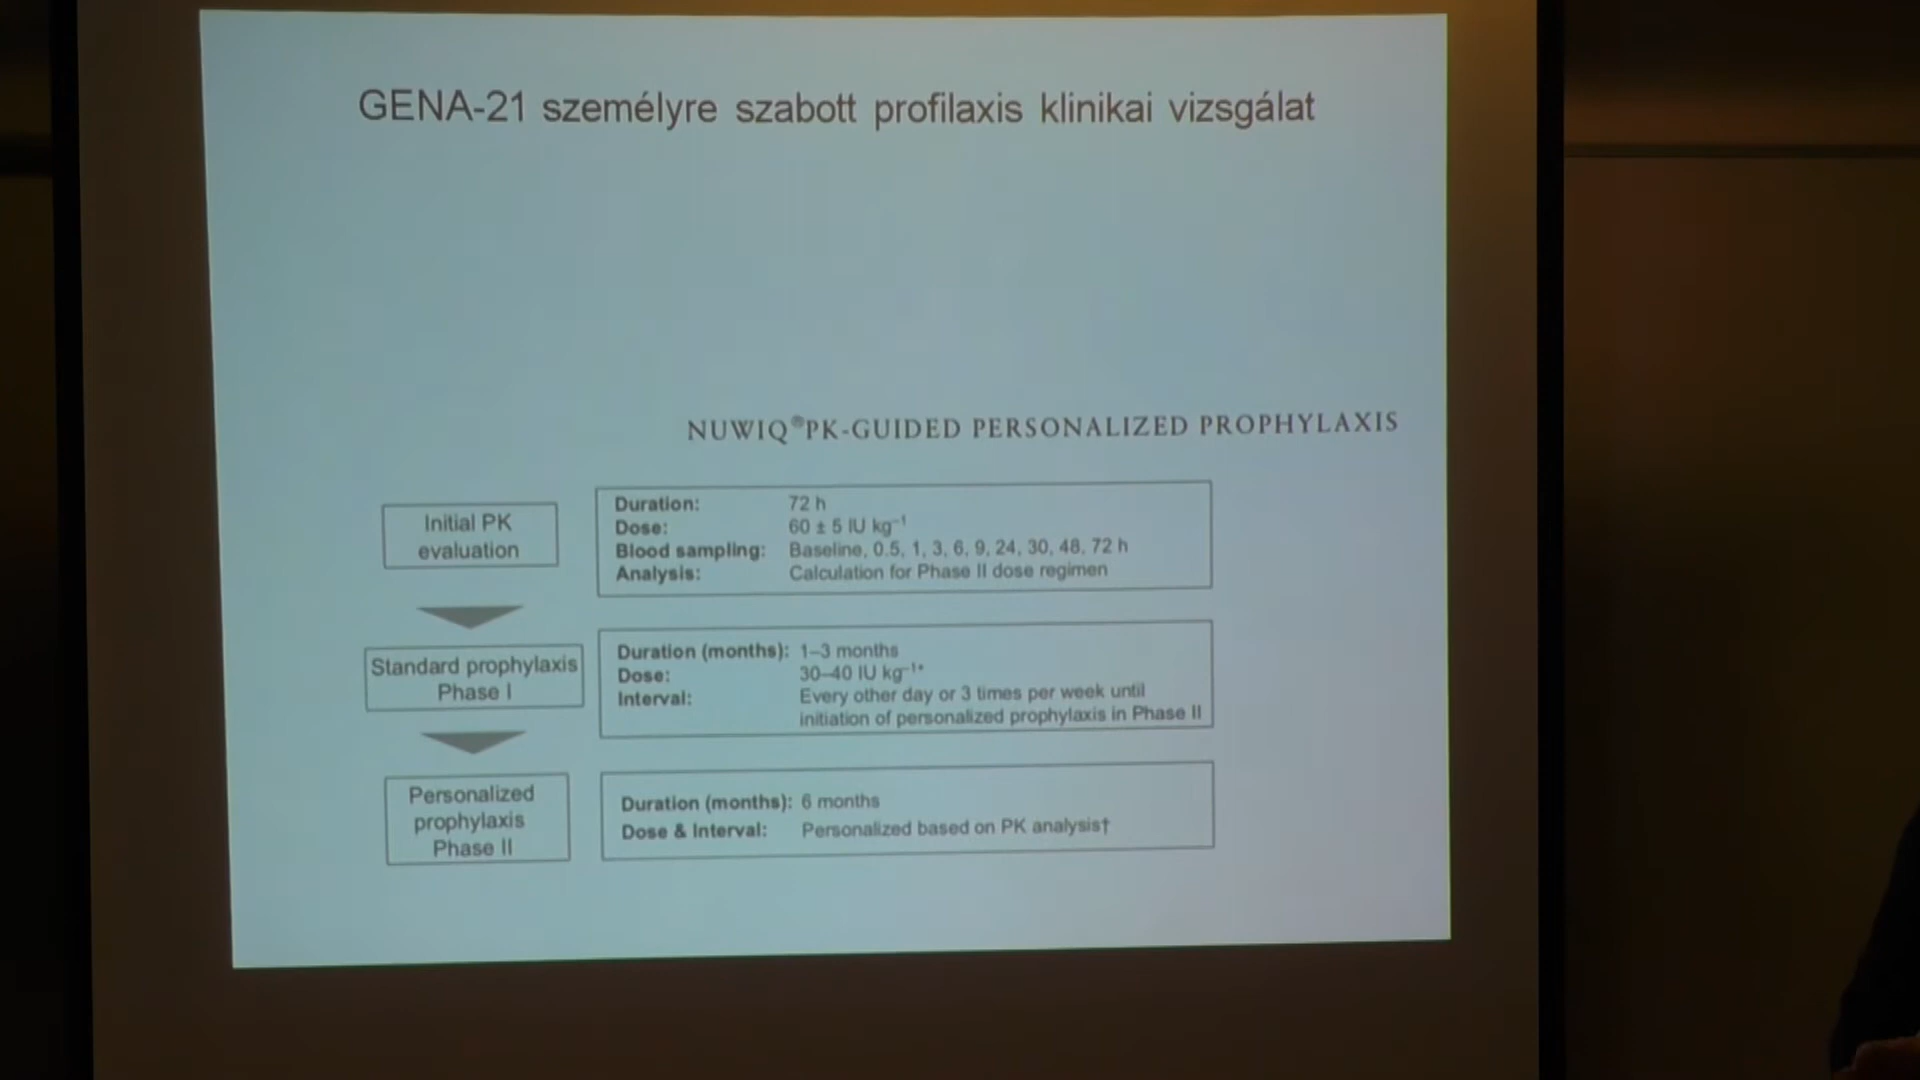 GENA-21 személyre szabott profilaxis klinikai vizsgálat
NUWIQ®PK-GUIDED PERSONALIZED PROPHYLAXIS
Initial PK
evaluation
Duration: 72 h
Dose: 60 ± 5 IU kg⁻¹
Blood sampling: Baseline, 0.5, 1, 3, 6, 9, 24, 30, 48, 72 h
Analysis: Calculation for Phase II dose regimen
Standard prophylaxis
Phase I
Duration (months): 1–3 months
Dose: 30–40 IU kg⁻¹*
Interval: Every other day or 3 times per week until
initiation of personalized prophylaxis in Phase II
Personalized
prophylaxis
Phase II
Duration (months): 6 months
Dose & Interval: Personalized based on PK analysis†